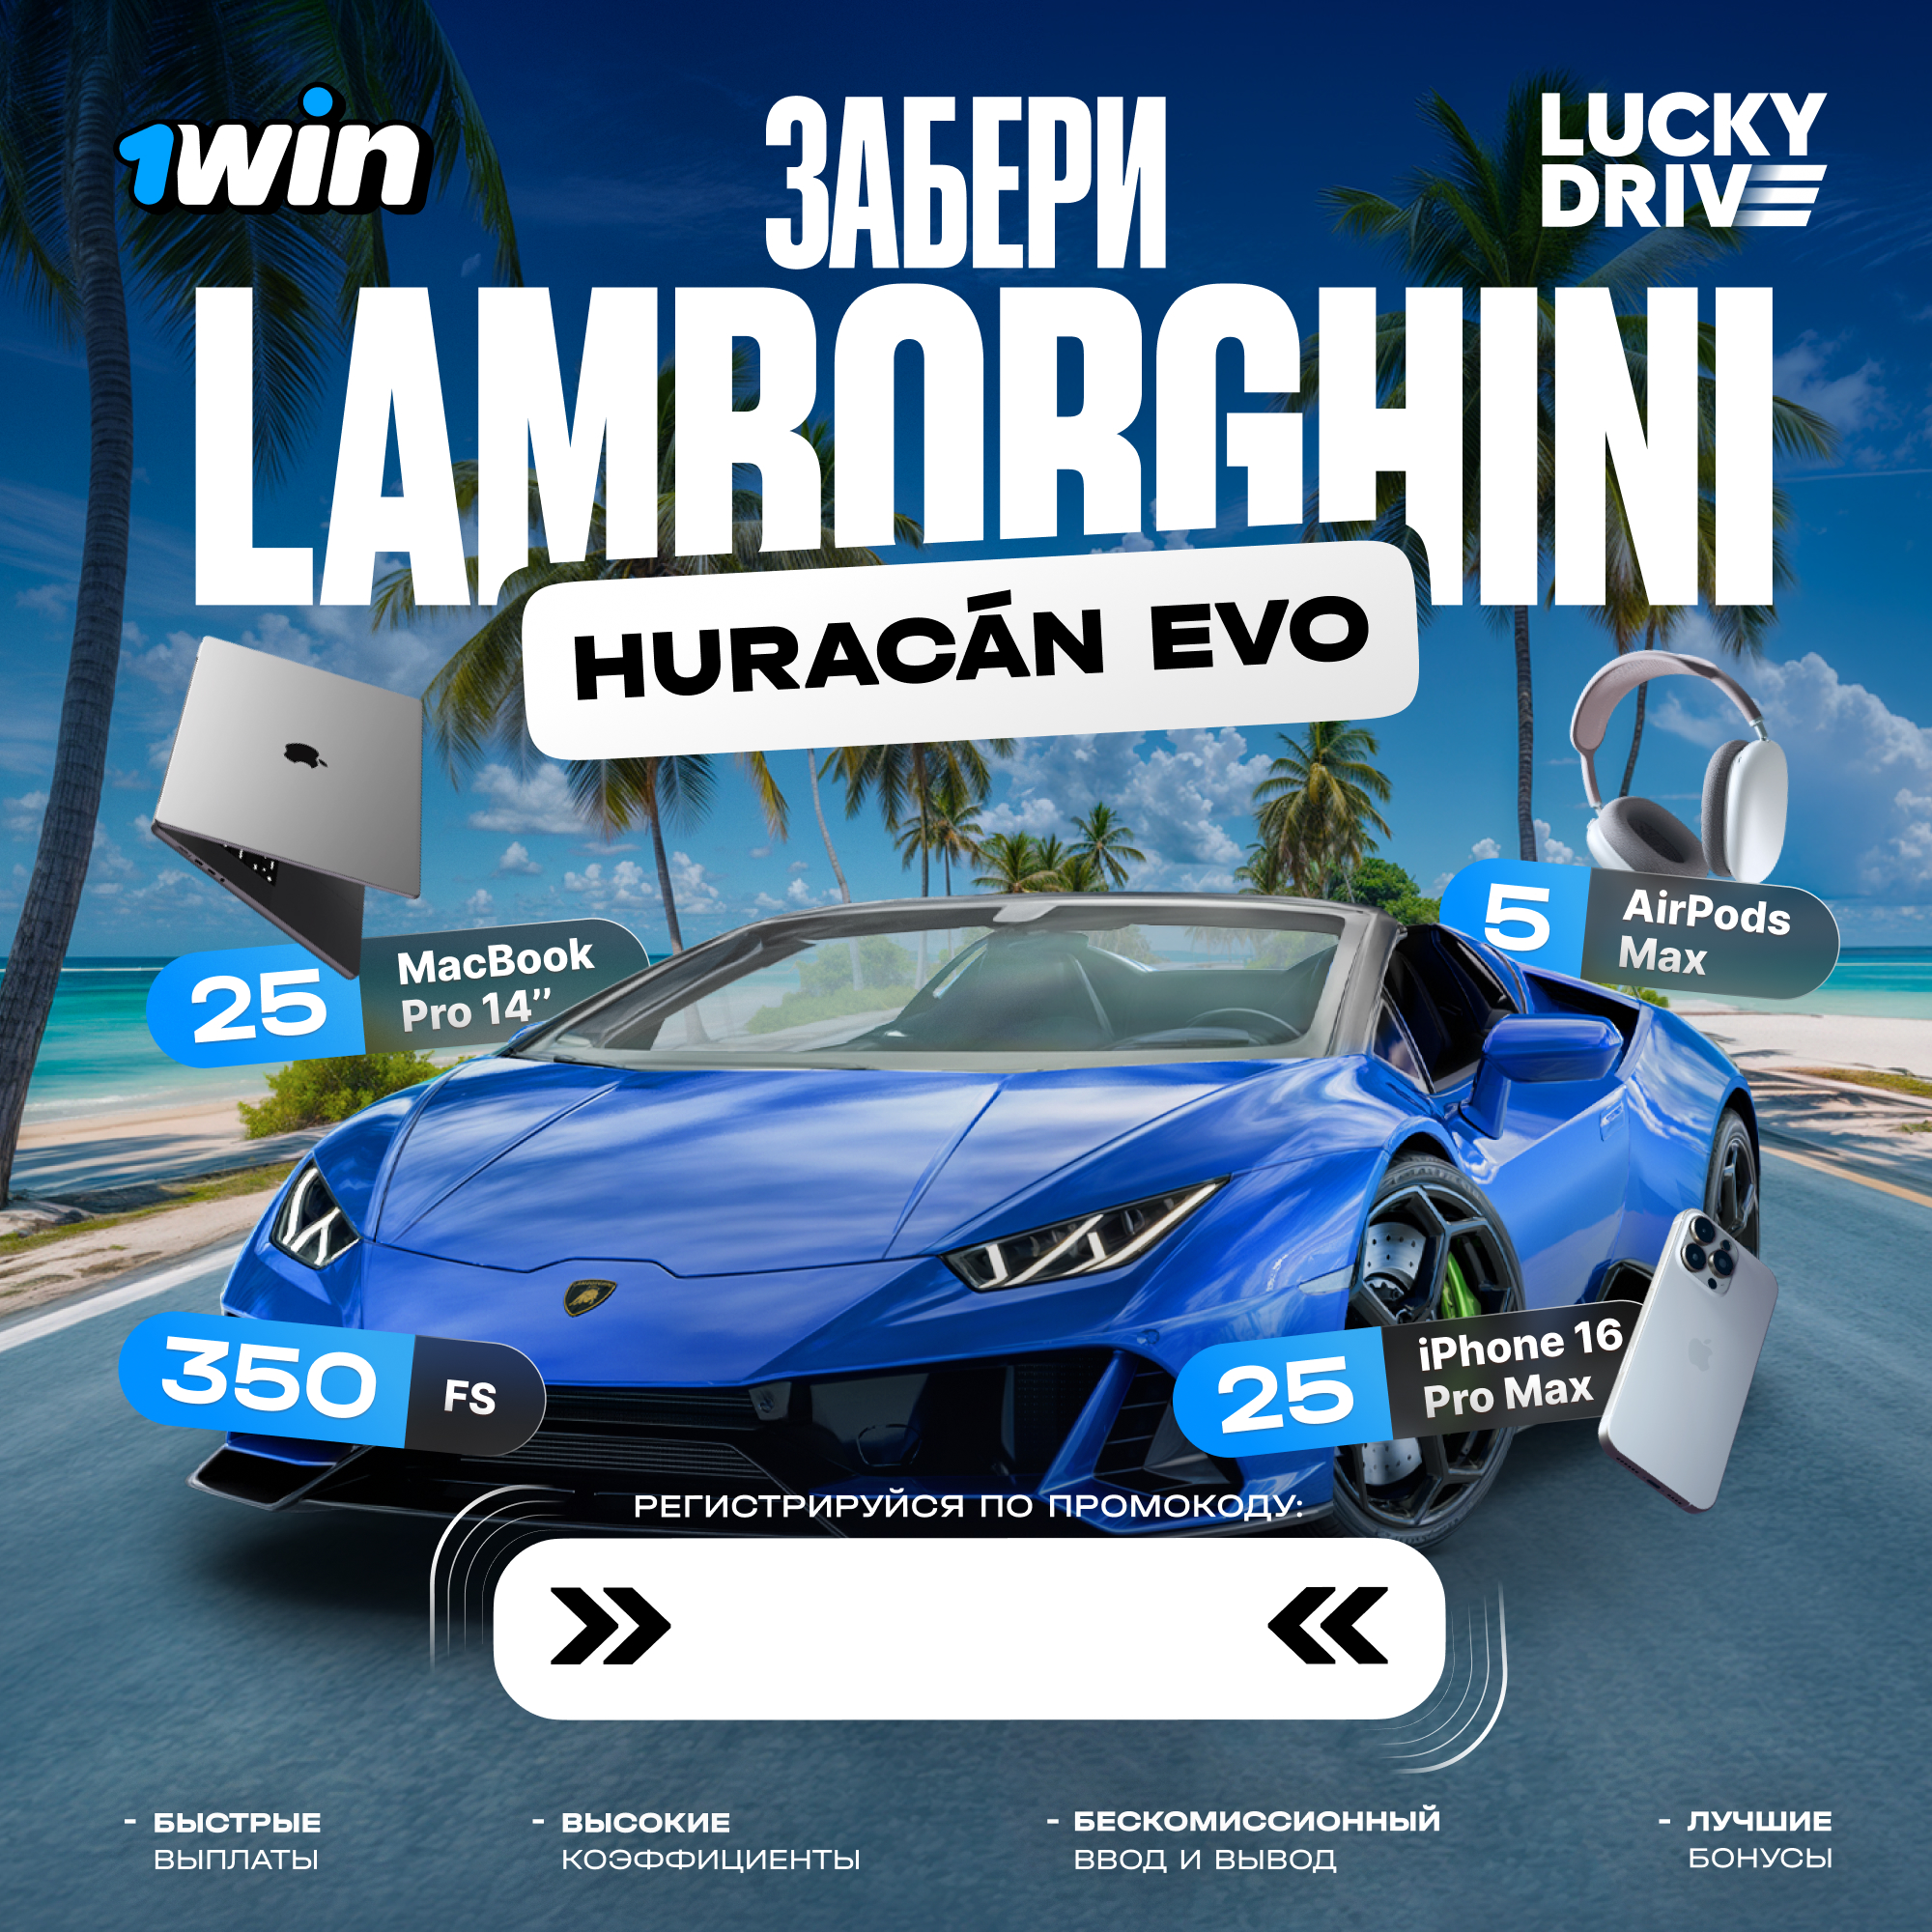 1win
ЗАБЕРИ
LUCKY
DRIVE
LAMBORGHINI
HURACÁN EVO
25
MacBook
Pro 14’’
5
AirPods
Max
350
FS
25
iPhone 16
Pro Max
РЕГИСТРИРУЙСЯ ПО ПРОМОКОДУ:
- БЫСТРЫЕ
ВЫПЛАТЫ
- ВЫСОКИЕ
КОЭФФИЦИЕНТЫ
- БЕСКОМИССИОННЫЙ
ВВОД И ВЫВОД
- ЛУЧШИЕ
БОНУСЫ